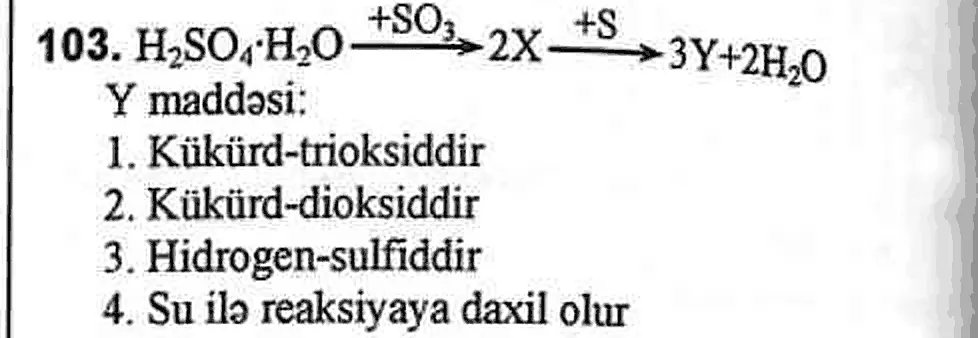 103. H₂SO₄·H₂O —+SO₃→ 2X —+S→ 3Y+2H₂O
Y maddəsi:
1. Kükürd-trioksiddir
2. Kükürd-dioksiddir
3. Hidrogen-sulfiddir
4. Su ilə reaksiyaya daxil olur